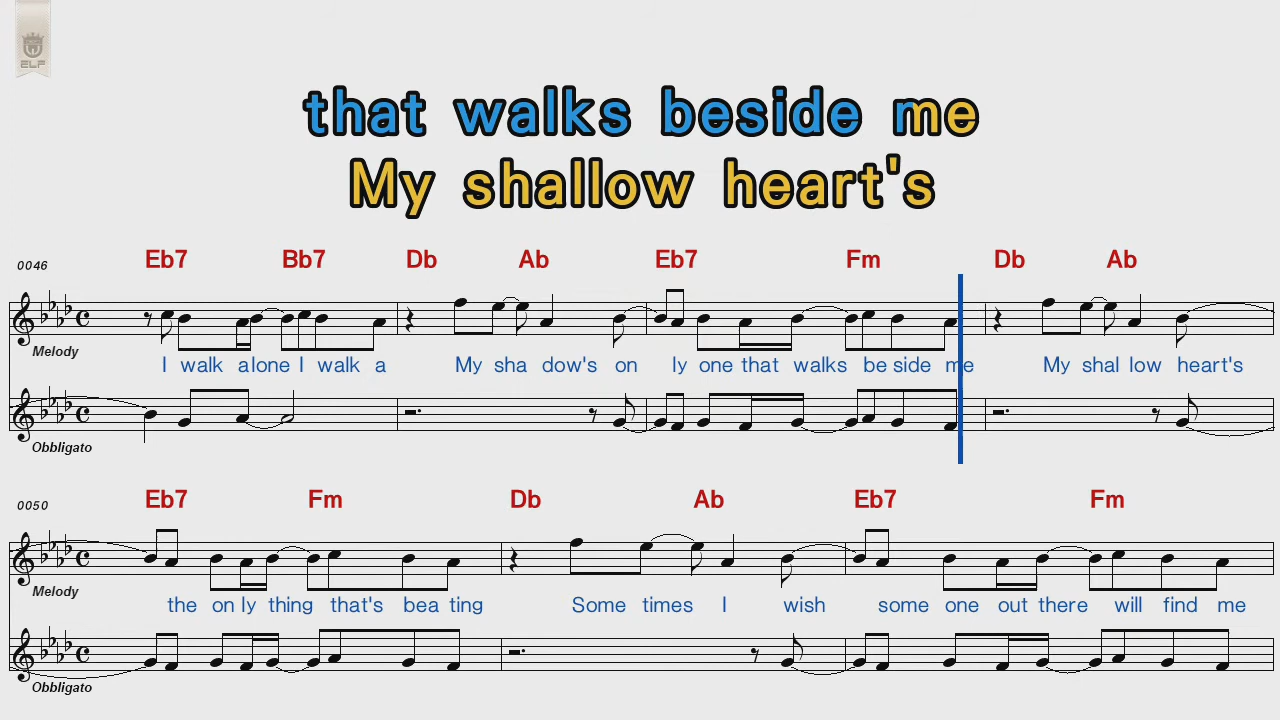 ELF
that walks beside me
My shallow heart's
0046 Eb7 Bb7 Db Ab Eb7 Fm Db Ab
Melody
I walk alone I walk a My sha dow's on ly one that walks be side me My shal low heart's
Obbligato
0050 Eb7 Fm Db Ab Eb7 Fm
Melody
the on ly thing that's bea ting Some times I wish some one out there will find me
Obbligato